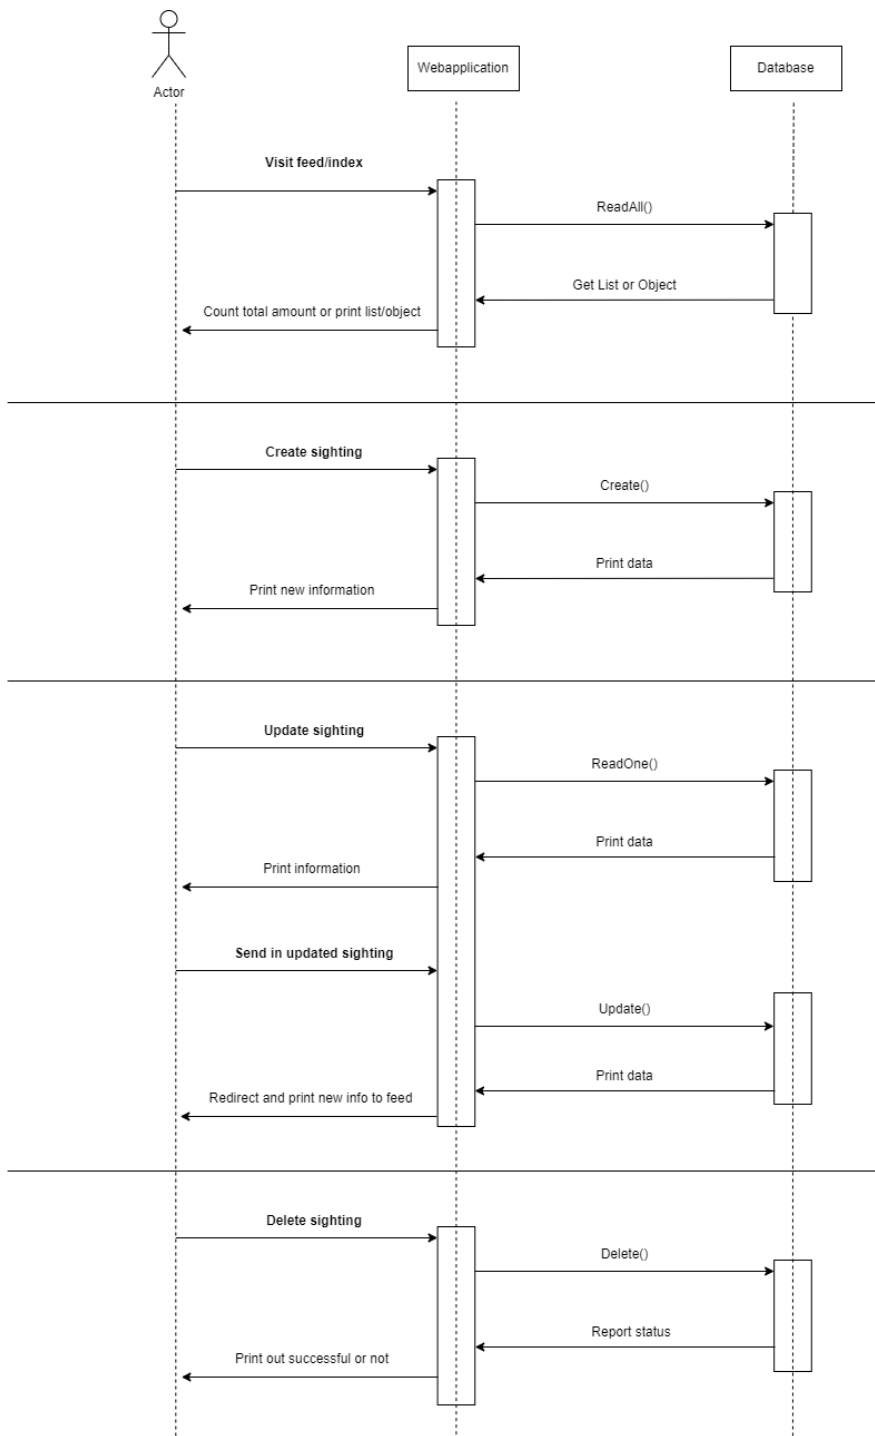 Actor
Webapplication
Database
Visit feed/index
ReadAll()
Get List or Object
Count total amount or print list/object
Create sighting
Create()
Print data
Print new information
Update sighting
ReadOne()
Print data
Print information
Send in updated sighting
Update()
Print data
Redirect and print new info to feed
Delete sighting
Delete()
Report status
Print out successful or not